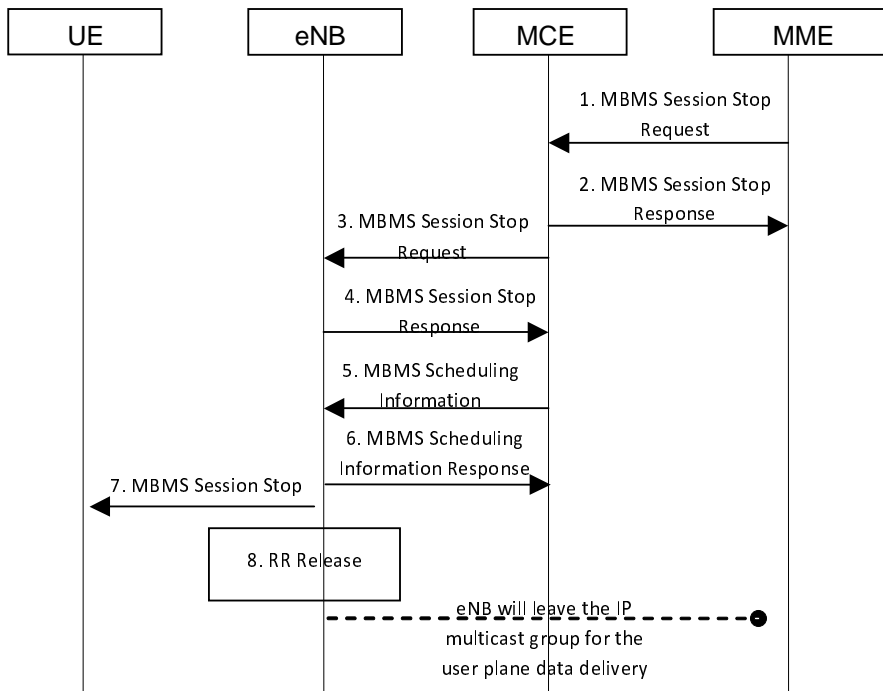 UE
eNB
MCE
MME
1. MBMS Session Stop
Request
2. MBMS Session Stop
Response
3. MBMS Session Stop
Request
4. MBMS Session Stop
Response
5. MBMS Scheduling
Information
6. MBMS Scheduling
Information Response
7. MBMS Session Stop
8. RR Release
eNB will leave the IP
multicast group for the
user plane data delivery